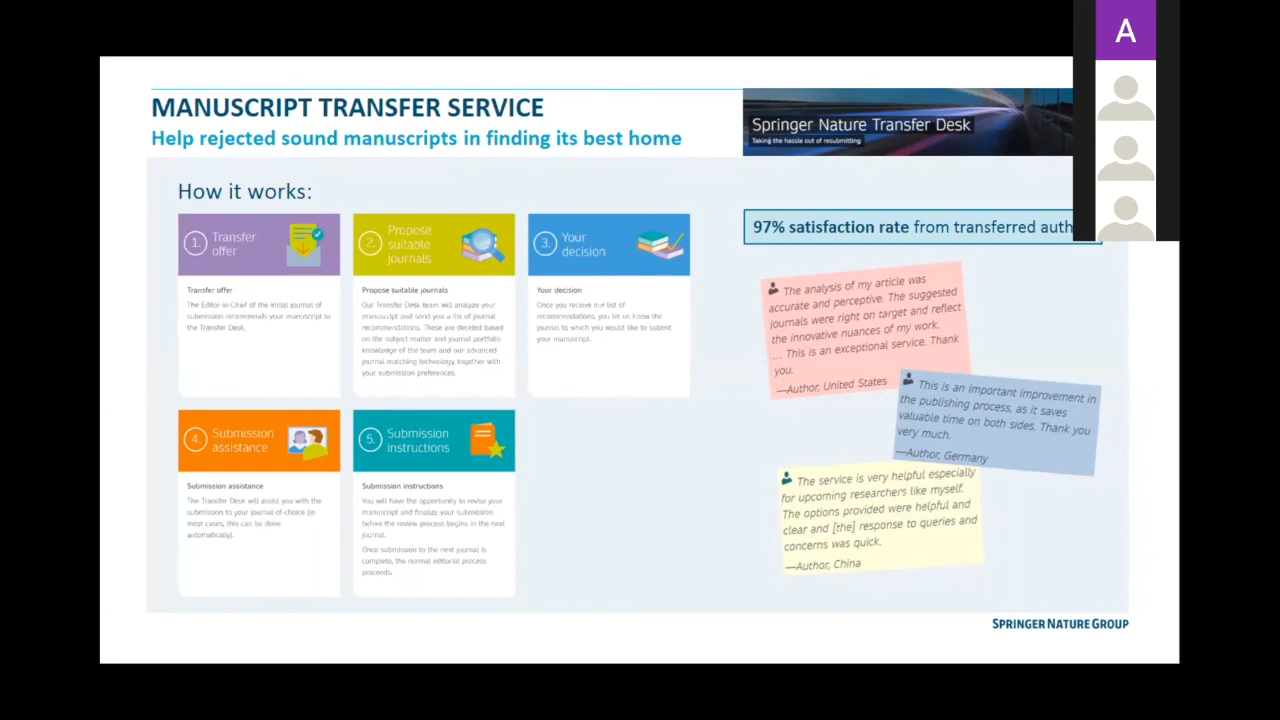 A
MANUSCRIPT TRANSFER SERVICE
Help rejected sound manuscripts in finding its best home
Springer Nature Transfer Desk
Taking the hassle out of resubmitting
How it works:
1. Transfer
offer
Transfer offer
The Editor-in-Chief of the initial journal of
submission recommends your manuscript to
the Transfer Desk.
2. Propose
suitable
journals
Propose suitable journals
Our Transfer Desk team will analyze your
manuscript and send you a list of journal
recommendations. These are decided based
on the subject matter and journal portfolio
knowledge of the team and our advanced
journal matching technology, together with
your submission preferences.
3. Your
decision
Your decision
Once you receive our list of
recommendations, you let us know the
journal to which you would like to submit
your manuscript.
4. Submission
assistance
Submission assistance
The Transfer Desk will assist you with the
submission to your journal of choice (in
most cases, this can be done
automatically).
5. Submission
instructions
Submission instructions
You will have the opportunity to revise your
manuscript and finalize your submission
before the review process begins in the next
journal.
Once submission to the next journal is
complete, the normal editorial process
proceeds.
97% satisfaction rate from transferred auth
The analysis of my article was
accurate and perceptive. The suggested
journals were right on target and reflect
the innovative nuances of my work.
... This is an exceptional service. Thank
you.
—Author, United States
This is an important improvement in
the publishing process, as it saves
valuable time on both sides. Thank you
very much.
—Author, Germany
The service is very helpful especially
for upcoming researchers like myself.
The options provided were helpful and
clear and [the] response to queries and
concerns was quick.
—Author, China
SPRINGER NATURE GROUP